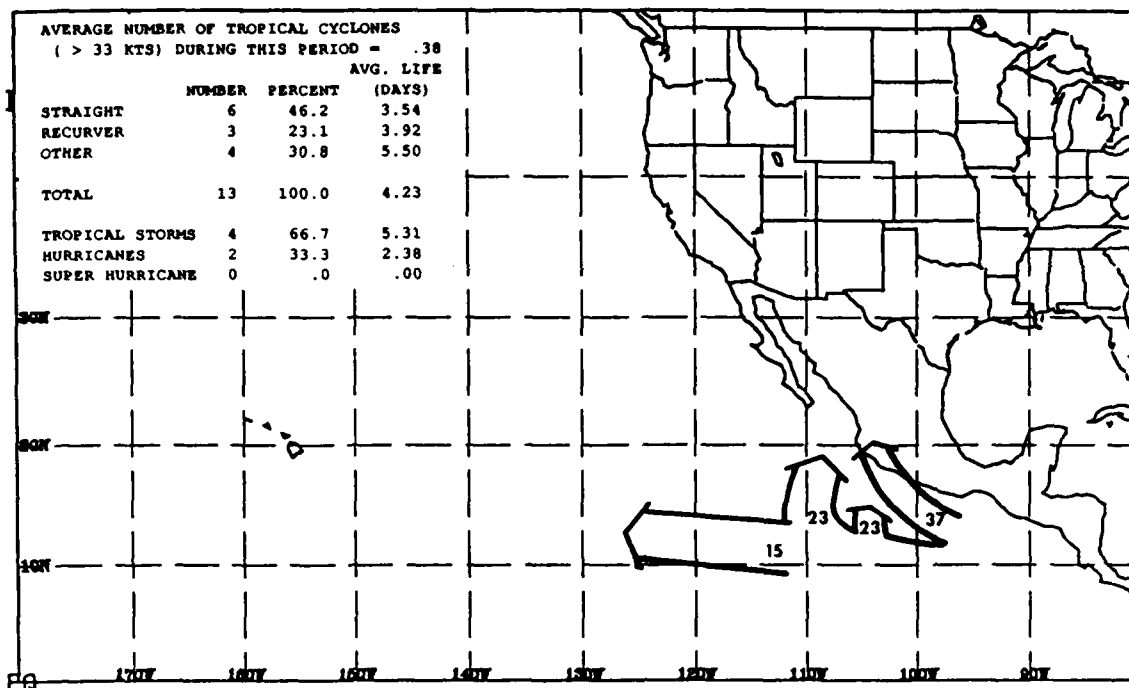 AVERAGE NUMBER OF TROPICAL CYCLONES
( > 33 KTS) DURING THIS PERIOD = .38
AVG. LIFE
NUMBER PERCENT (DAYS)
STRAIGHT 6 46.2 3.54
RECURVER 3 23.1 3.92
OTHER 4 30.8 5.50
TOTAL 13 100.0 4.23
TROPICAL STORMS 4 66.7 5.31
HURRICANES 2 33.3 2.38
SUPER HURRICANE 0 .0 .00
30N
20N
23 23 37
15
10N
170W 160W 150W 140W 130W 120W 110W 100W 90W